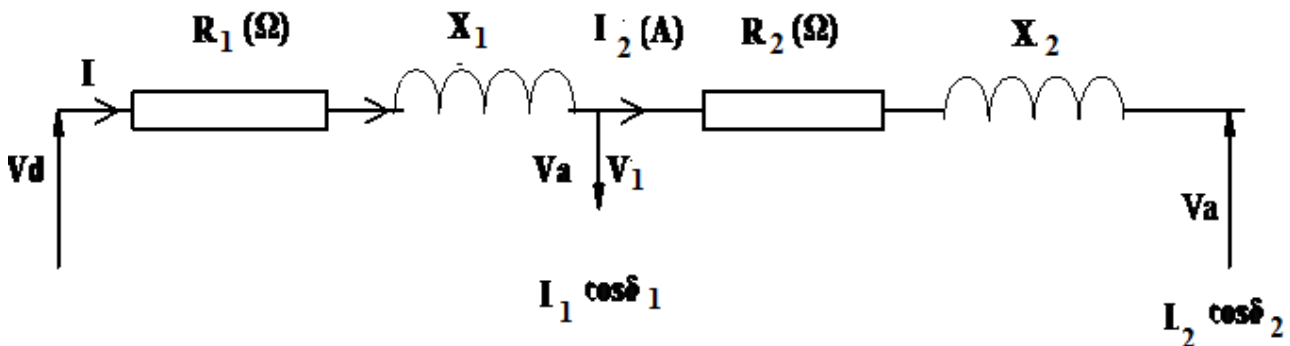 R₁(Ω) X₁ I₂(A) R₂(Ω) X₂
I
Vd Va V₁ Va
I₁ cosϕ₁ I₂ cosϕ₂